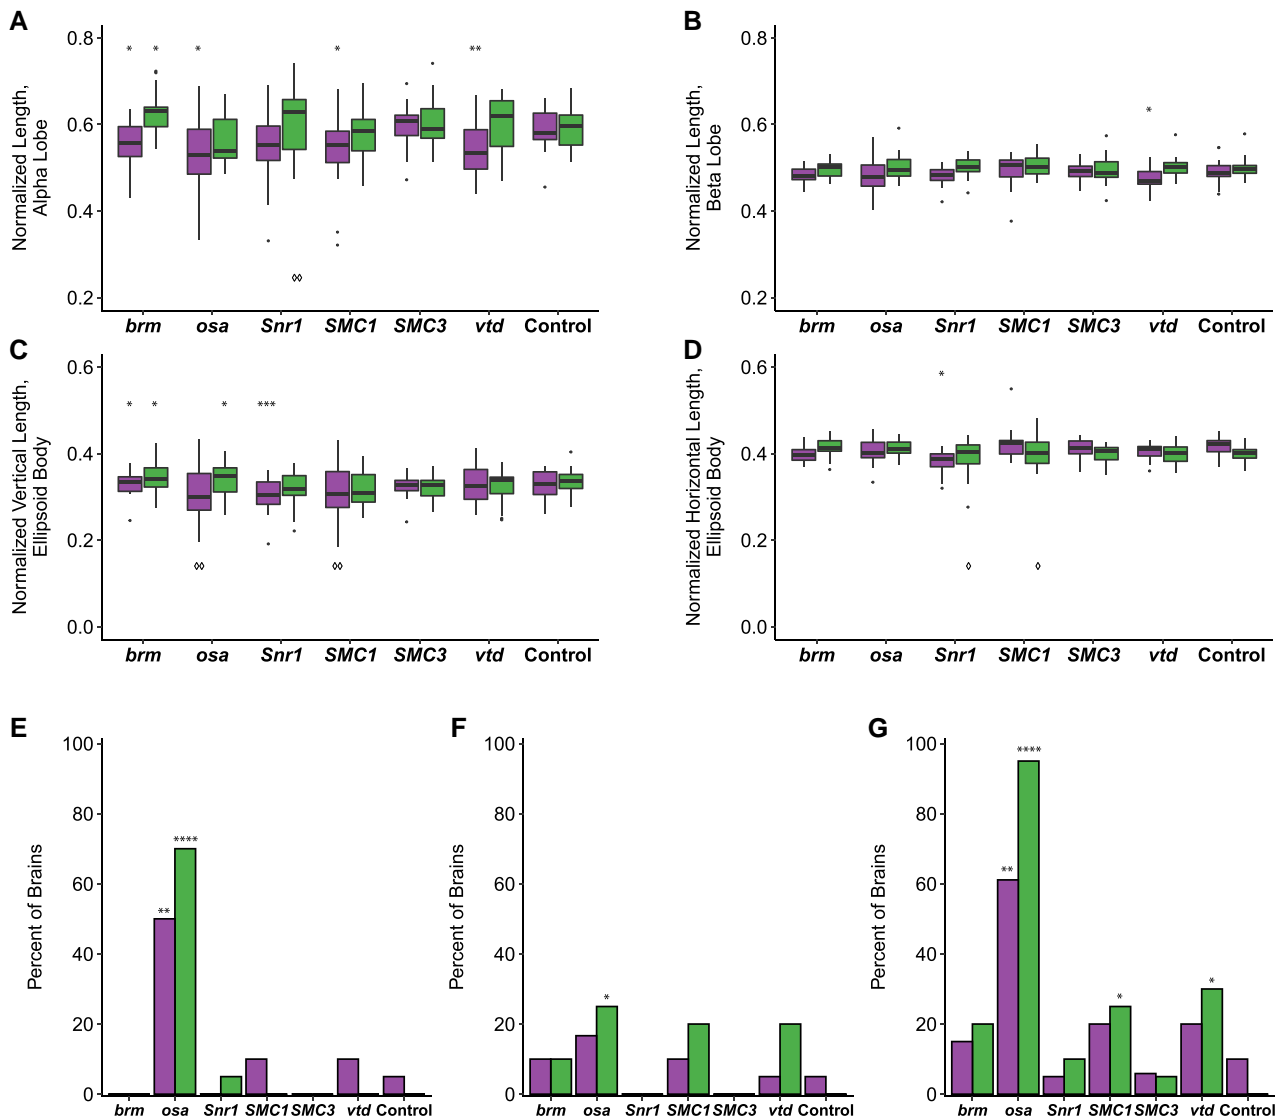 A
Normalized Length,
Alpha Lobe
0.8
0.6
0.4
0.2
* * * * **
◊◊
brm osa Snr1 SMC1 SMC3 vtd Control
B
Normalized Length,
Beta Lobe
0.8
0.6
0.4
0.2
*
brm osa Snr1 SMC1 SMC3 vtd Control
C
Normalized Vertical Length,
Ellipsoid Body
0.6
0.4
0.2
0.0
* * * ***
◊◊ ◊◊
brm osa Snr1 SMC1 SMC3 vtd Control
D
Normalized Horizontal Length,
Ellipsoid Body
0.6
0.4
0.2
0.0
*
◊ ◊
brm osa Snr1 SMC1 SMC3 vtd Control
E
Percent of Brains
100
80
60
40
20
0
** ****
brm osa Snr1 SMC1 SMC3 vtd Control
F
Percent of Brains
100
80
60
40
20
0
*
brm osa Snr1 SMC1 SMC3 vtd Control
G
Percent of Brains
100
80
60
40
20
0
** **** * *
brm osa Snr1 SMC1 SMC3 vtd Control